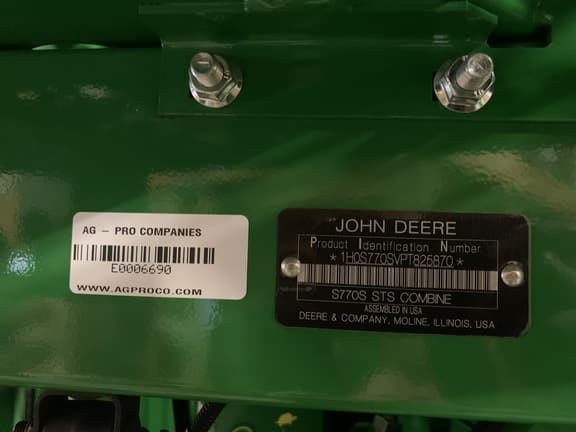 AG - PRO COMPANIES
E0006690
WWW.AGPROCO.COM
JOHN DEERE
Product Identification Number
*1H0S770SVPT825870*
S770S STS COMBINE
ASSEMBLED IN USA
DEERE & COMPANY, MOLINE, ILLINOIS, USA